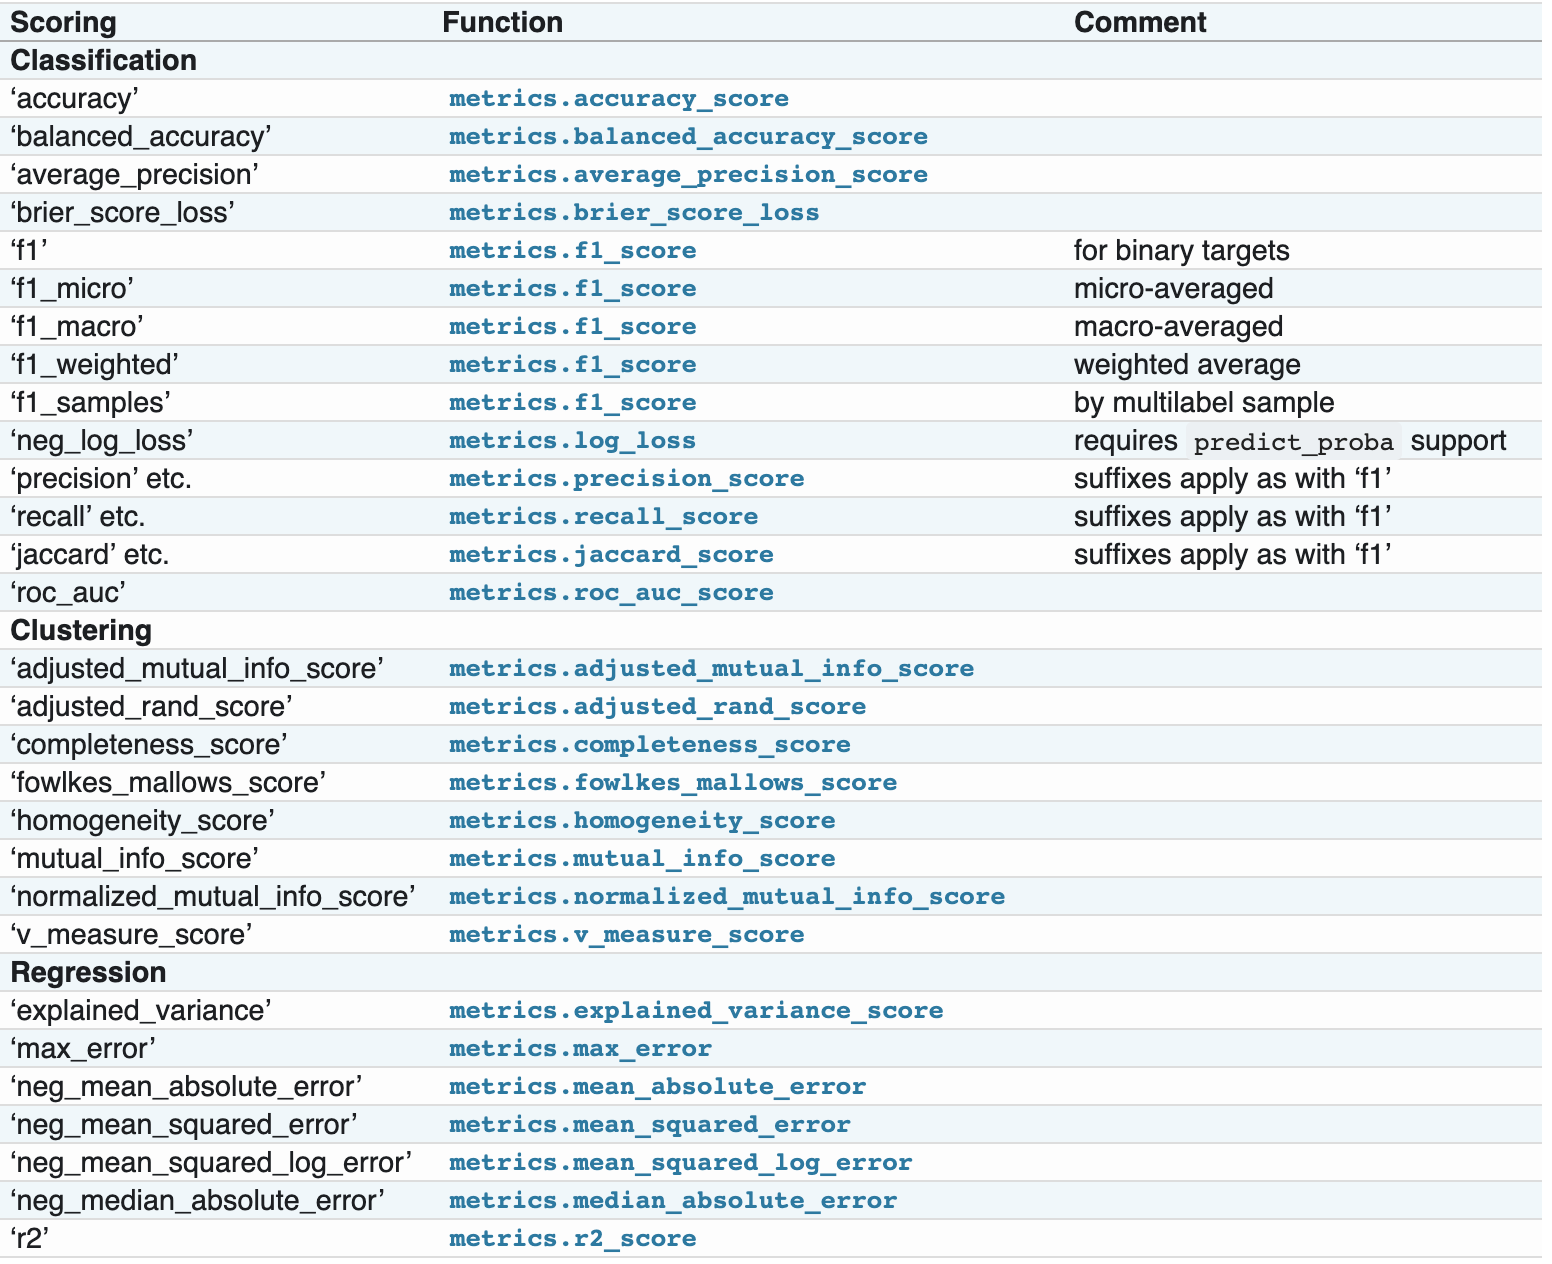 Scoring Function Comment
Classification
‘accuracy’ metrics.accuracy_score
‘balanced_accuracy’ metrics.balanced_accuracy_score
‘average_precision’ metrics.average_precision_score
‘brier_score_loss’ metrics.brier_score_loss
‘f1’ metrics.f1_score for binary targets
‘f1_micro’ metrics.f1_score micro-averaged
‘f1_macro’ metrics.f1_score macro-averaged
‘f1_weighted’ metrics.f1_score weighted average
‘f1_samples’ metrics.f1_score by multilabel sample
‘neg_log_loss’ metrics.log_loss requires predict_proba support
‘precision’ etc. metrics.precision_score suffixes apply as with ‘f1’
‘recall’ etc. metrics.recall_score suffixes apply as with ‘f1’
‘jaccard’ etc. metrics.jaccard_score suffixes apply as with ‘f1’
‘roc_auc’ metrics.roc_auc_score
Clustering
‘adjusted_mutual_info_score’ metrics.adjusted_mutual_info_score
‘adjusted_rand_score’ metrics.adjusted_rand_score
‘completeness_score’ metrics.completeness_score
‘fowlkes_mallows_score’ metrics.fowlkes_mallows_score
‘homogeneity_score’ metrics.homogeneity_score
‘mutual_info_score’ metrics.mutual_info_score
‘normalized_mutual_info_score’ metrics.normalized_mutual_info_score
‘v_measure_score’ metrics.v_measure_score
Regression
‘explained_variance’ metrics.explained_variance_score
‘max_error’ metrics.max_error
‘neg_mean_absolute_error’ metrics.mean_absolute_error
‘neg_mean_squared_error’ metrics.mean_squared_error
‘neg_mean_squared_log_error’ metrics.mean_squared_log_error
‘neg_median_absolute_error’ metrics.median_absolute_error
‘r2’ metrics.r2_score